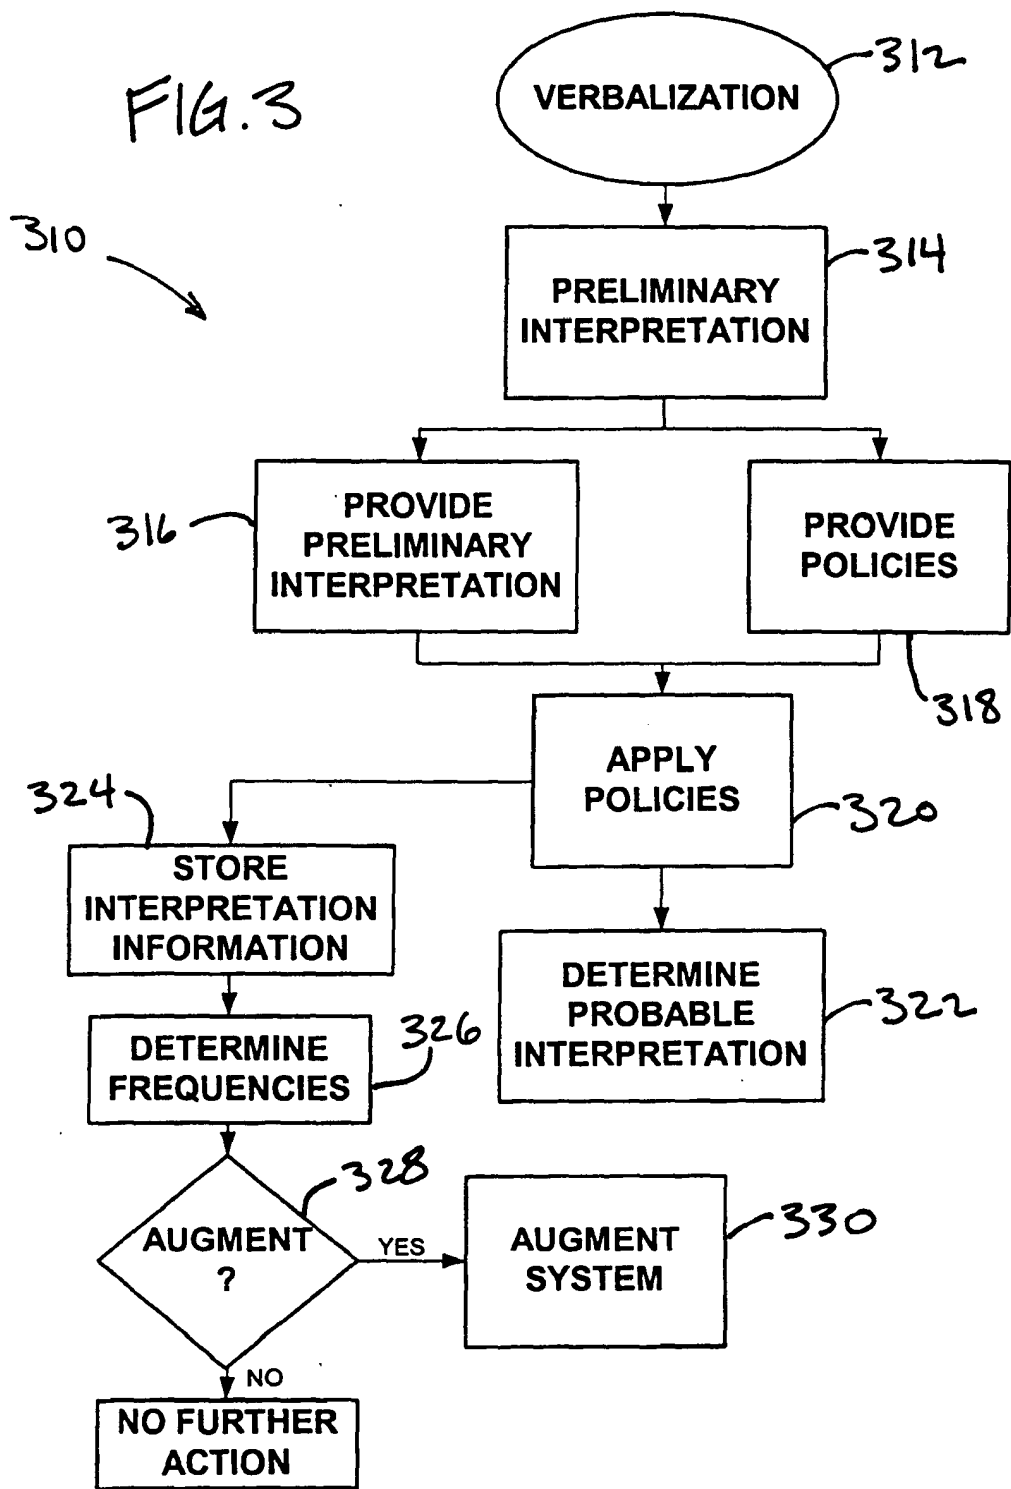 FIG. 3
VERBALIZATION
312
310
PRELIMINARY
INTERPRETATION
314
316
PROVIDE
PRELIMINARY
INTERPRETATION
PROVIDE
POLICIES
318
APPLY
POLICIES
320
324
STORE
INTERPRETATION
INFORMATION
DETERMINE
PROBABLE
INTERPRETATION
322
DETERMINE
FREQUENCIES
326
AUGMENT
?
328
YES
AUGMENT
SYSTEM
330
NO
NO FURTHER
ACTION